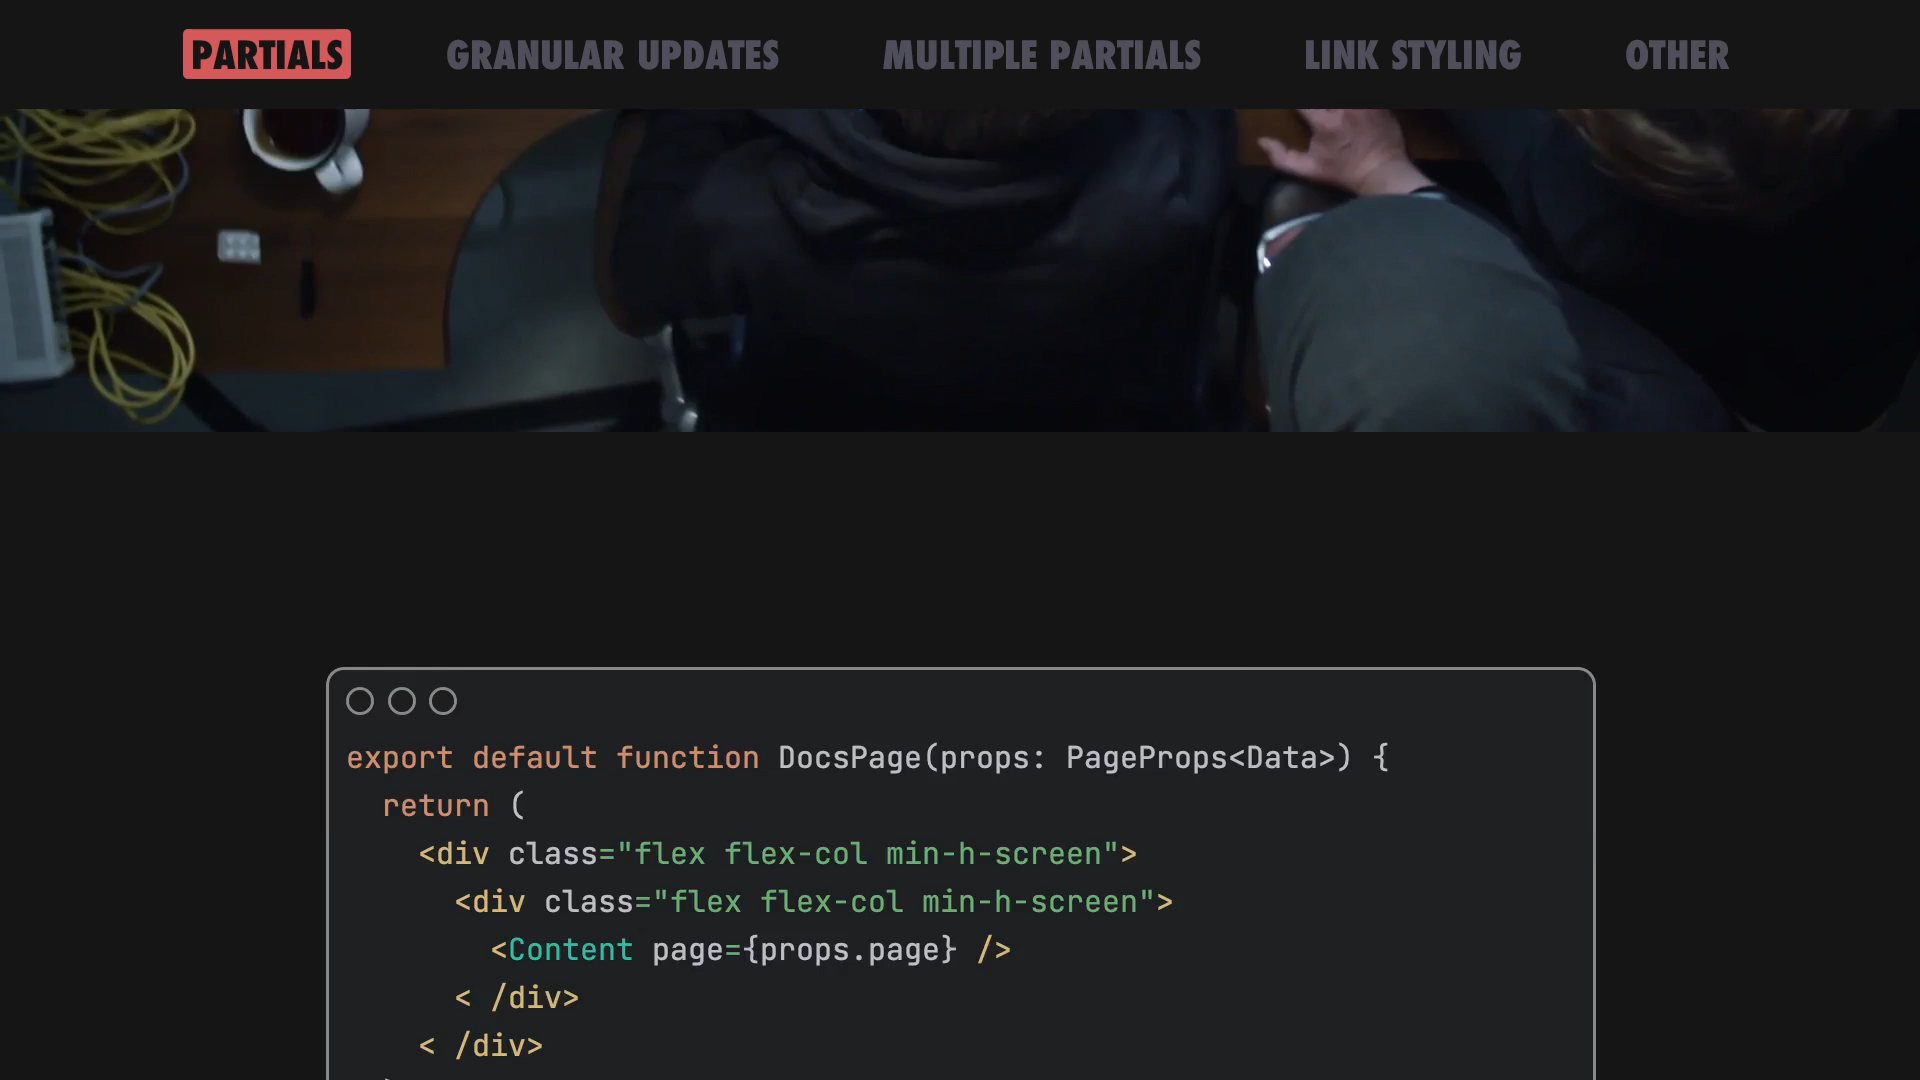 PARTIALS GRANULAR UPDATES MULTIPLE PARTIALS LINK STYLING OTHER
export default function DocsPage(props: PageProps<Data>) {
  return (
    <div class="flex flex-col min-h-screen">
      <div class="flex flex-col min-h-screen">
        <Content page={props.page} />
      < /div>
    < /div>